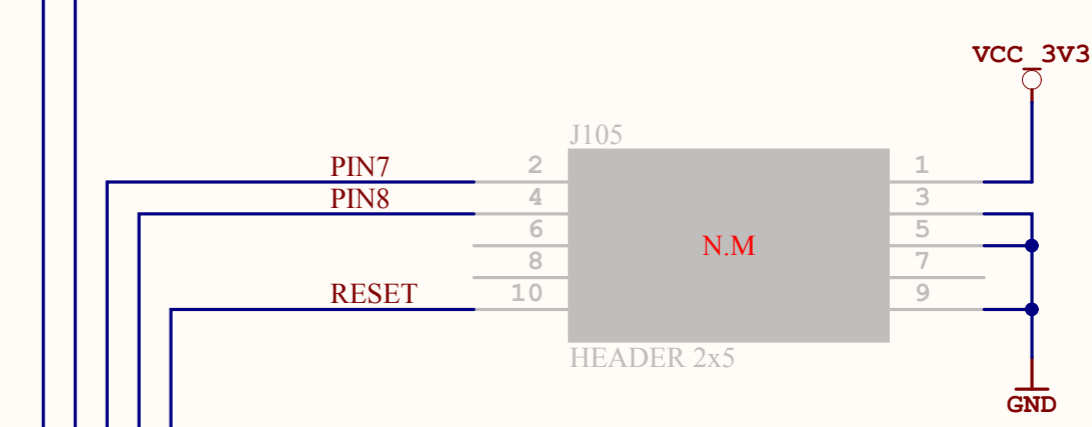 VCC_3V3
J105
PIN7 2 1
PIN8 4 3
6 5
N.M
8 7
RESET 10 9
HEADER 2x5
GND